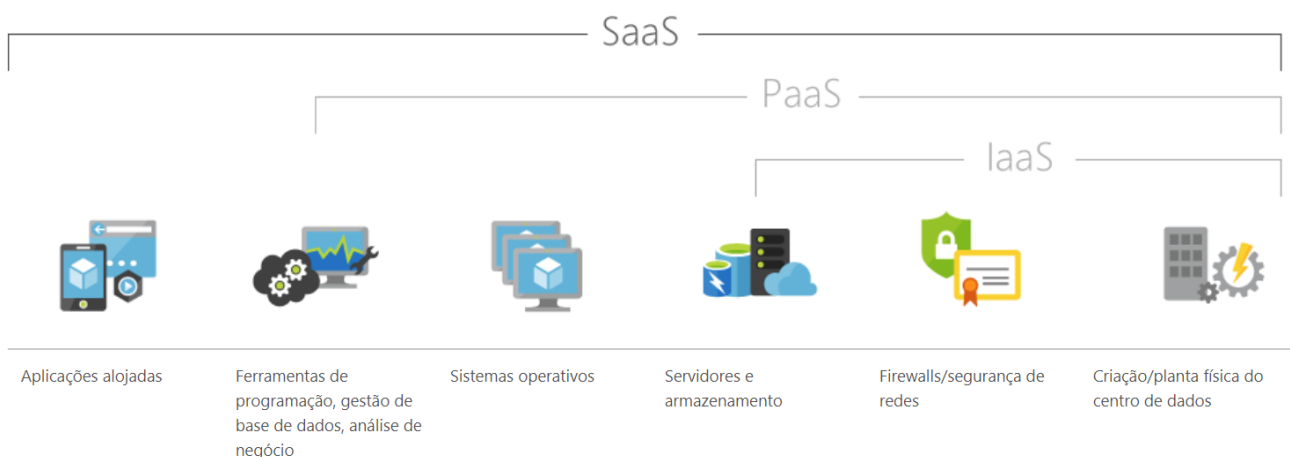 SaaS
PaaS
IaaS
Aplicações alojadas
Ferramentas de
programação, gestão de
base de dados, análise de
negócio
Sistemas operativos
Servidores e
armazenamento
Firewalls/segurança de
redes
Criação/planta física do
centro de dados